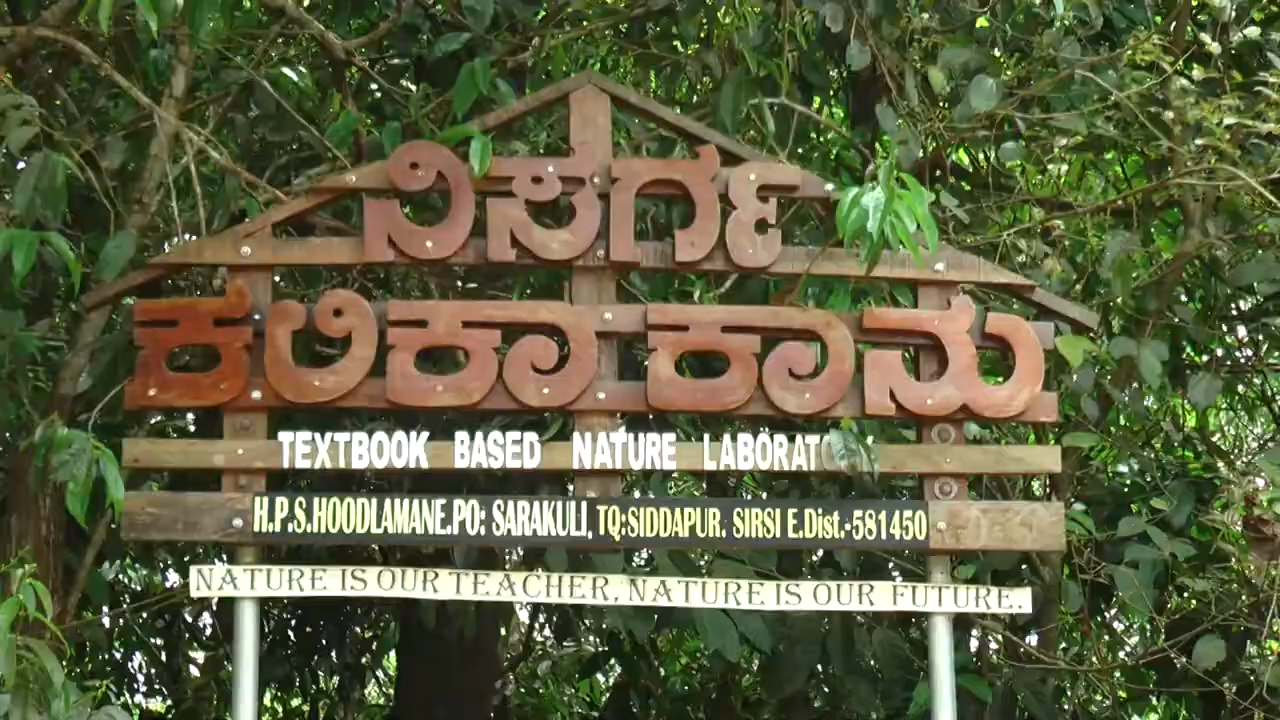 ನಿಸರ್ಗ
ಕಲಿಕಾ ಕಾನು
TEXTBOOK BASED NATURE LABORATORY
H.P.S.HOODLAMANE.PO: SARAKULI, TQ:SIDDAPUR. SIRSI E.Dist.-581450
NATURE IS OUR TEACHER, NATURE IS OUR FUTURE.